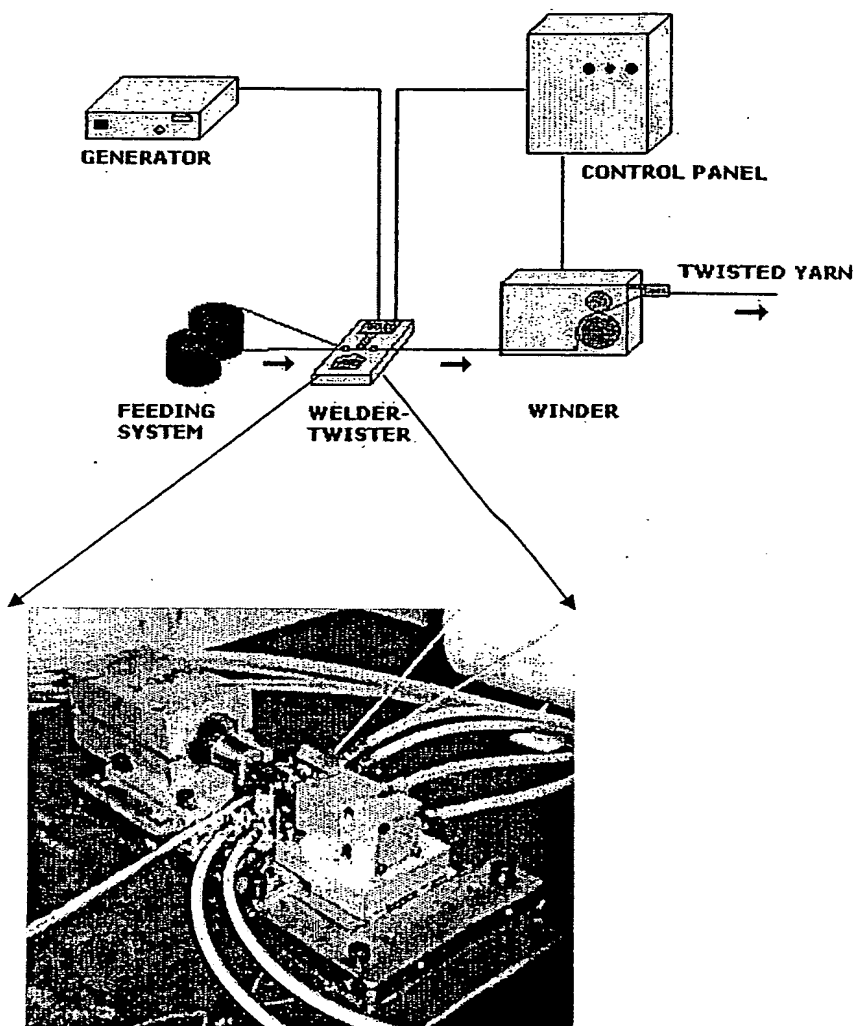 GENERATOR
CONTROL PANEL
TWISTED YARN
FEEDING
SYSTEM
WELDER-
TWISTER
WINDER